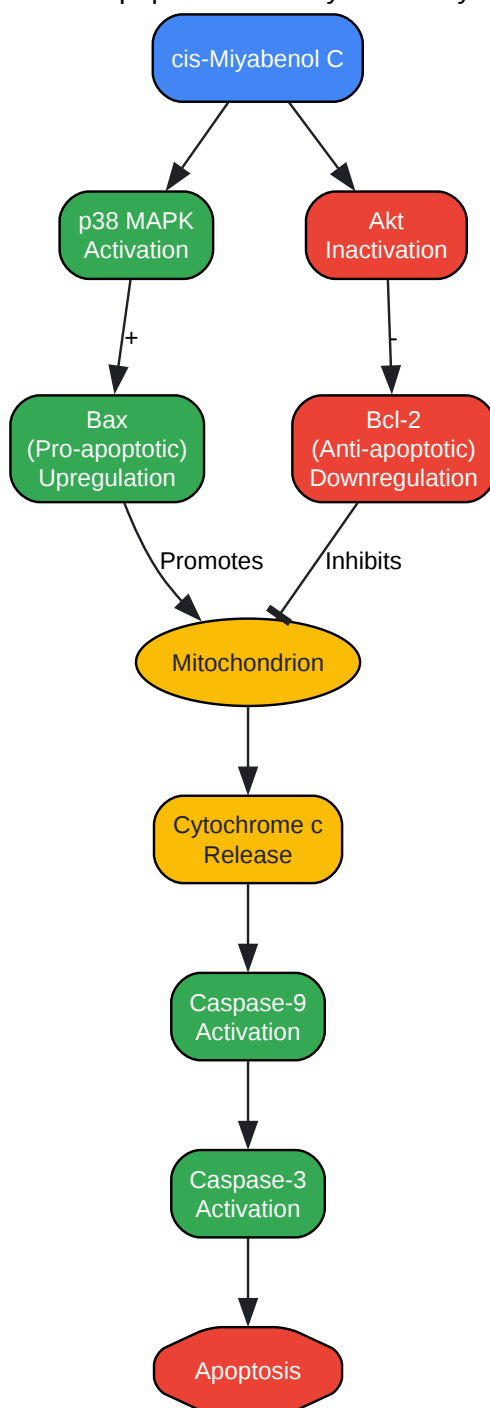 cis-Miyabenol C
p38 MAPK
Activation
Akt
Inactivation
+
-
Bax
(Pro-apoptotic)
Upregulation
Bcl-2
(Anti-apoptotic)
Downregulation
Promotes
Inhibits
Mitochondrion
Cytochrome c
Release
Caspase-9
Activation
Caspase-3
Activation
Apoptosis